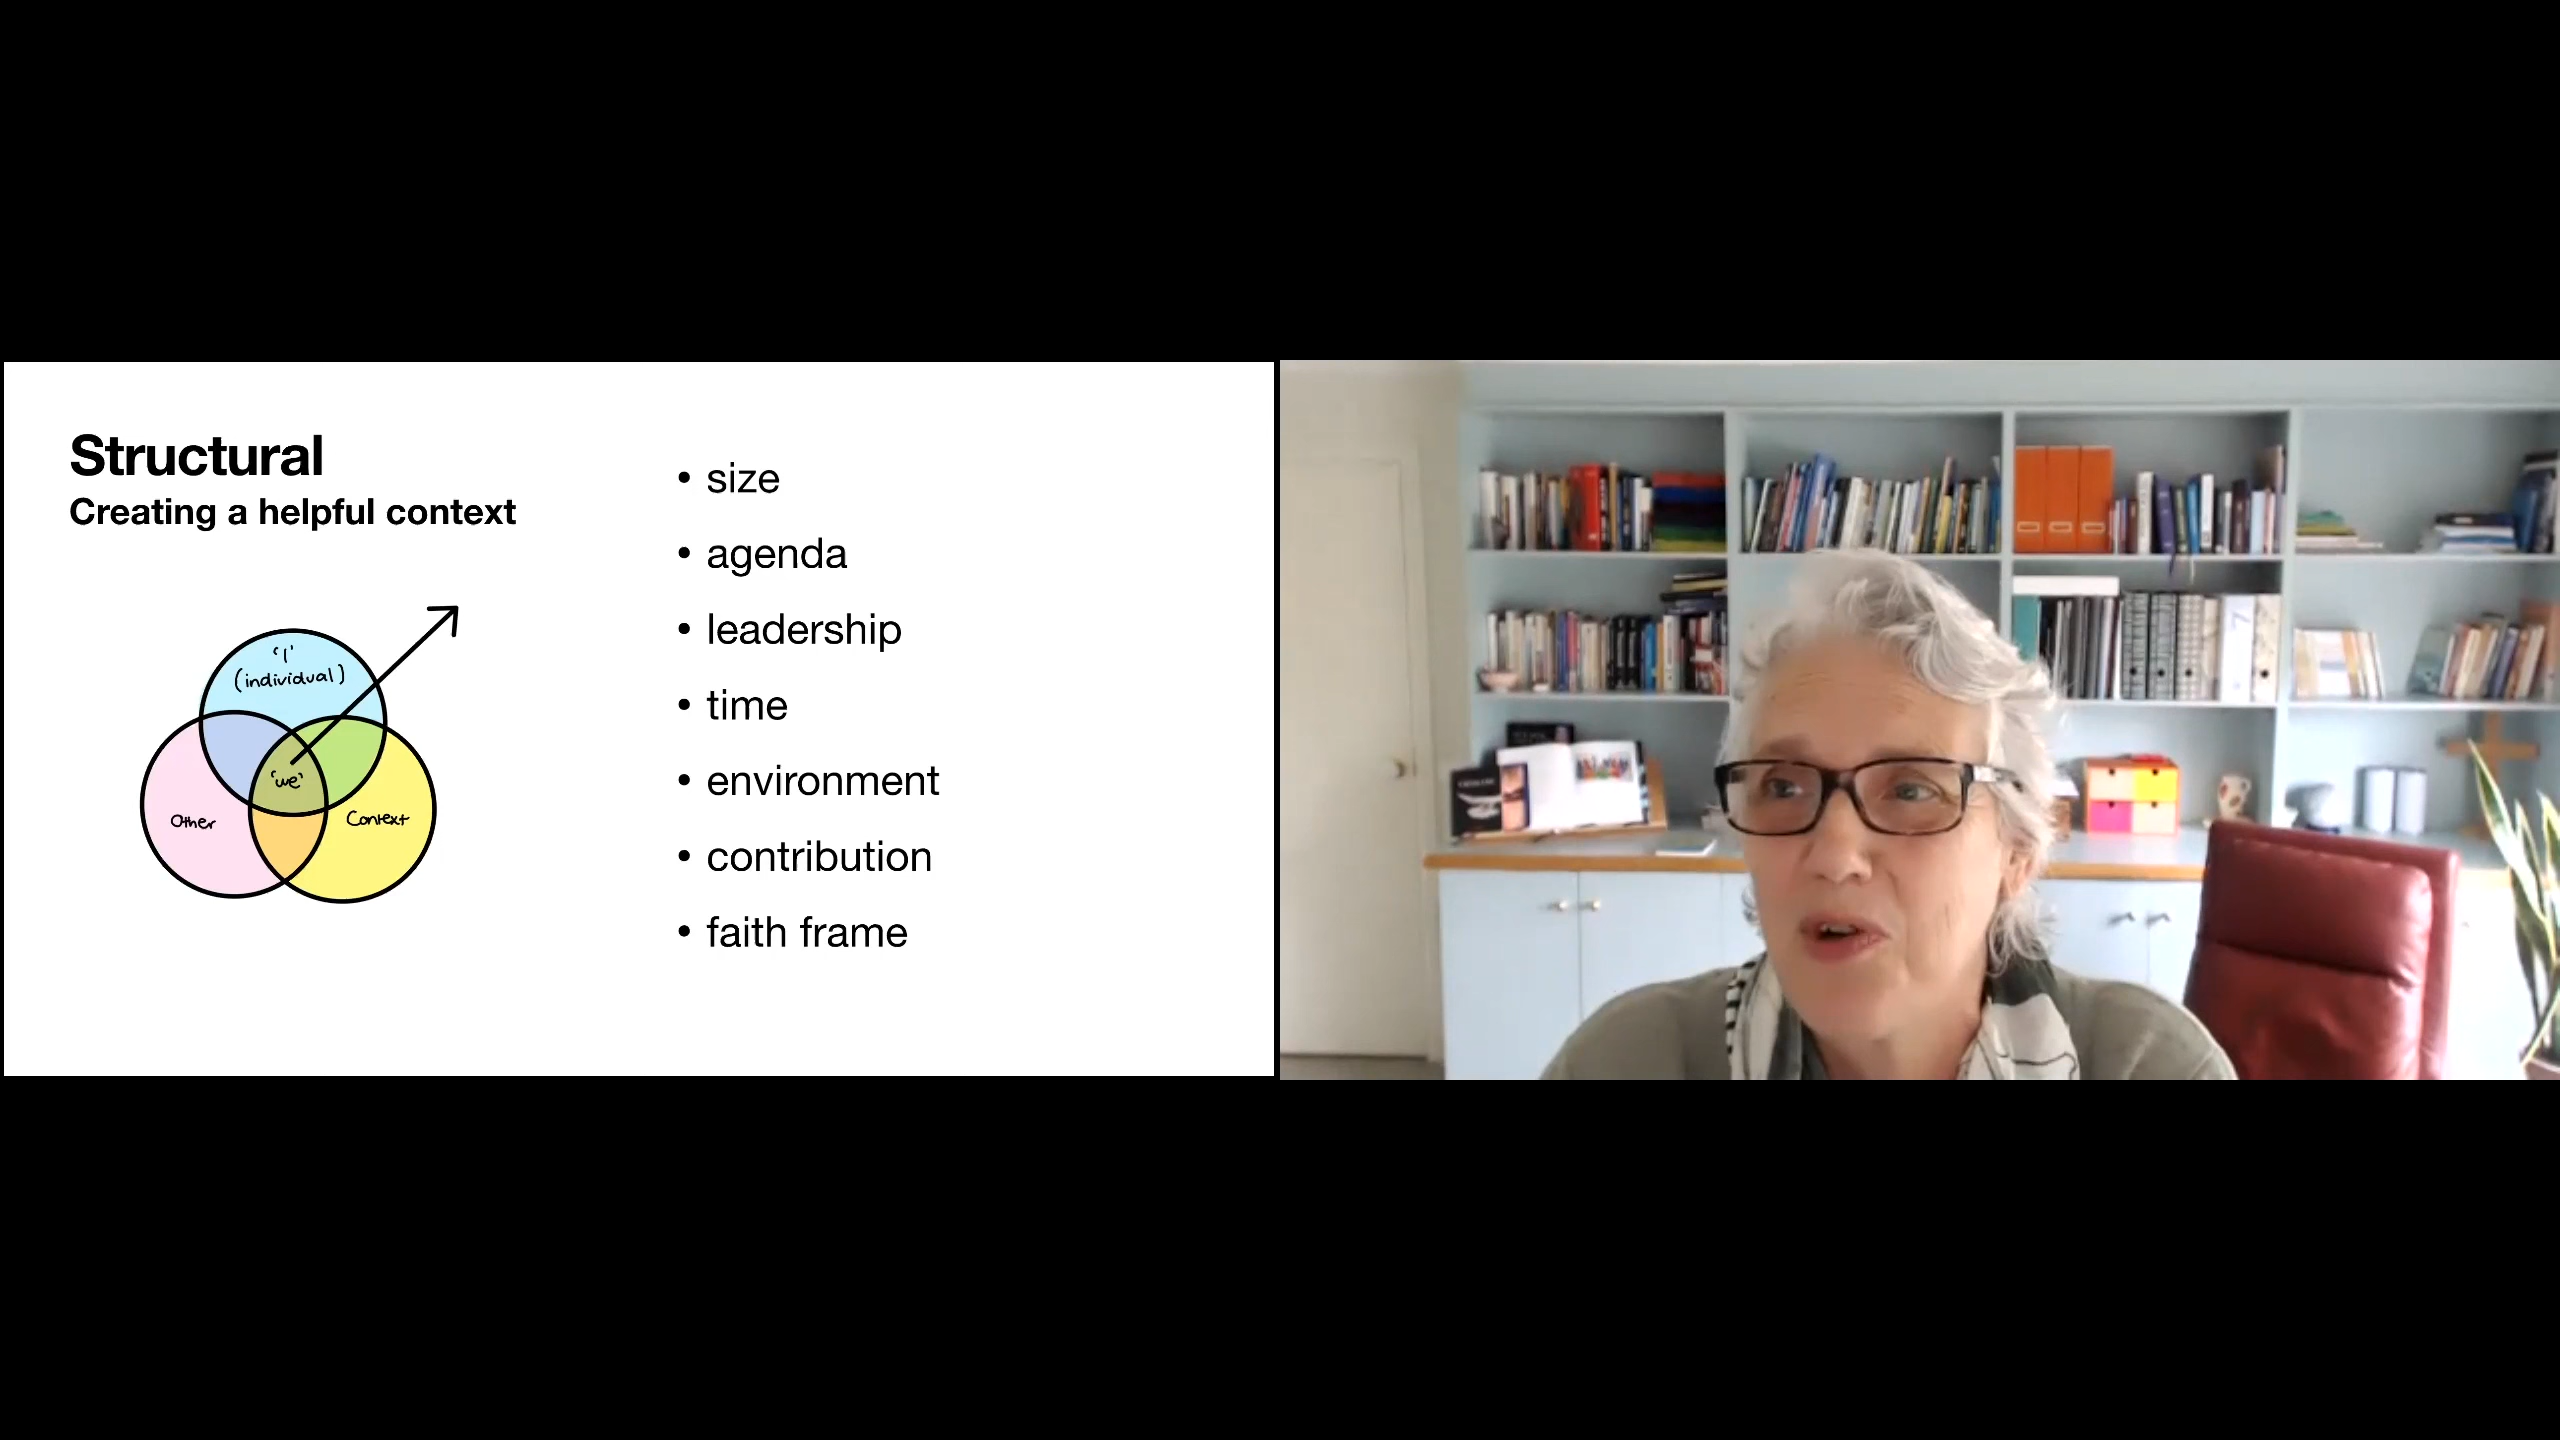 Structural
Creating a helpful context
'I'
(individual)
'we'
Other
Context
• size
• agenda
• leadership
• time
• environment
• contribution
• faith frame